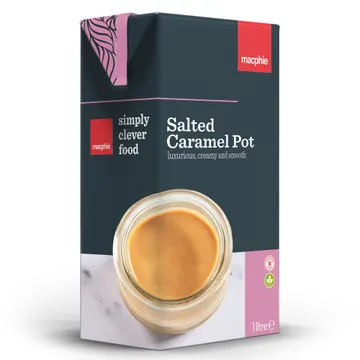 macphie
simply
clever
food
macphie
Salted
Caramel Pot
luxurious, creamy and smooth
1 litre e